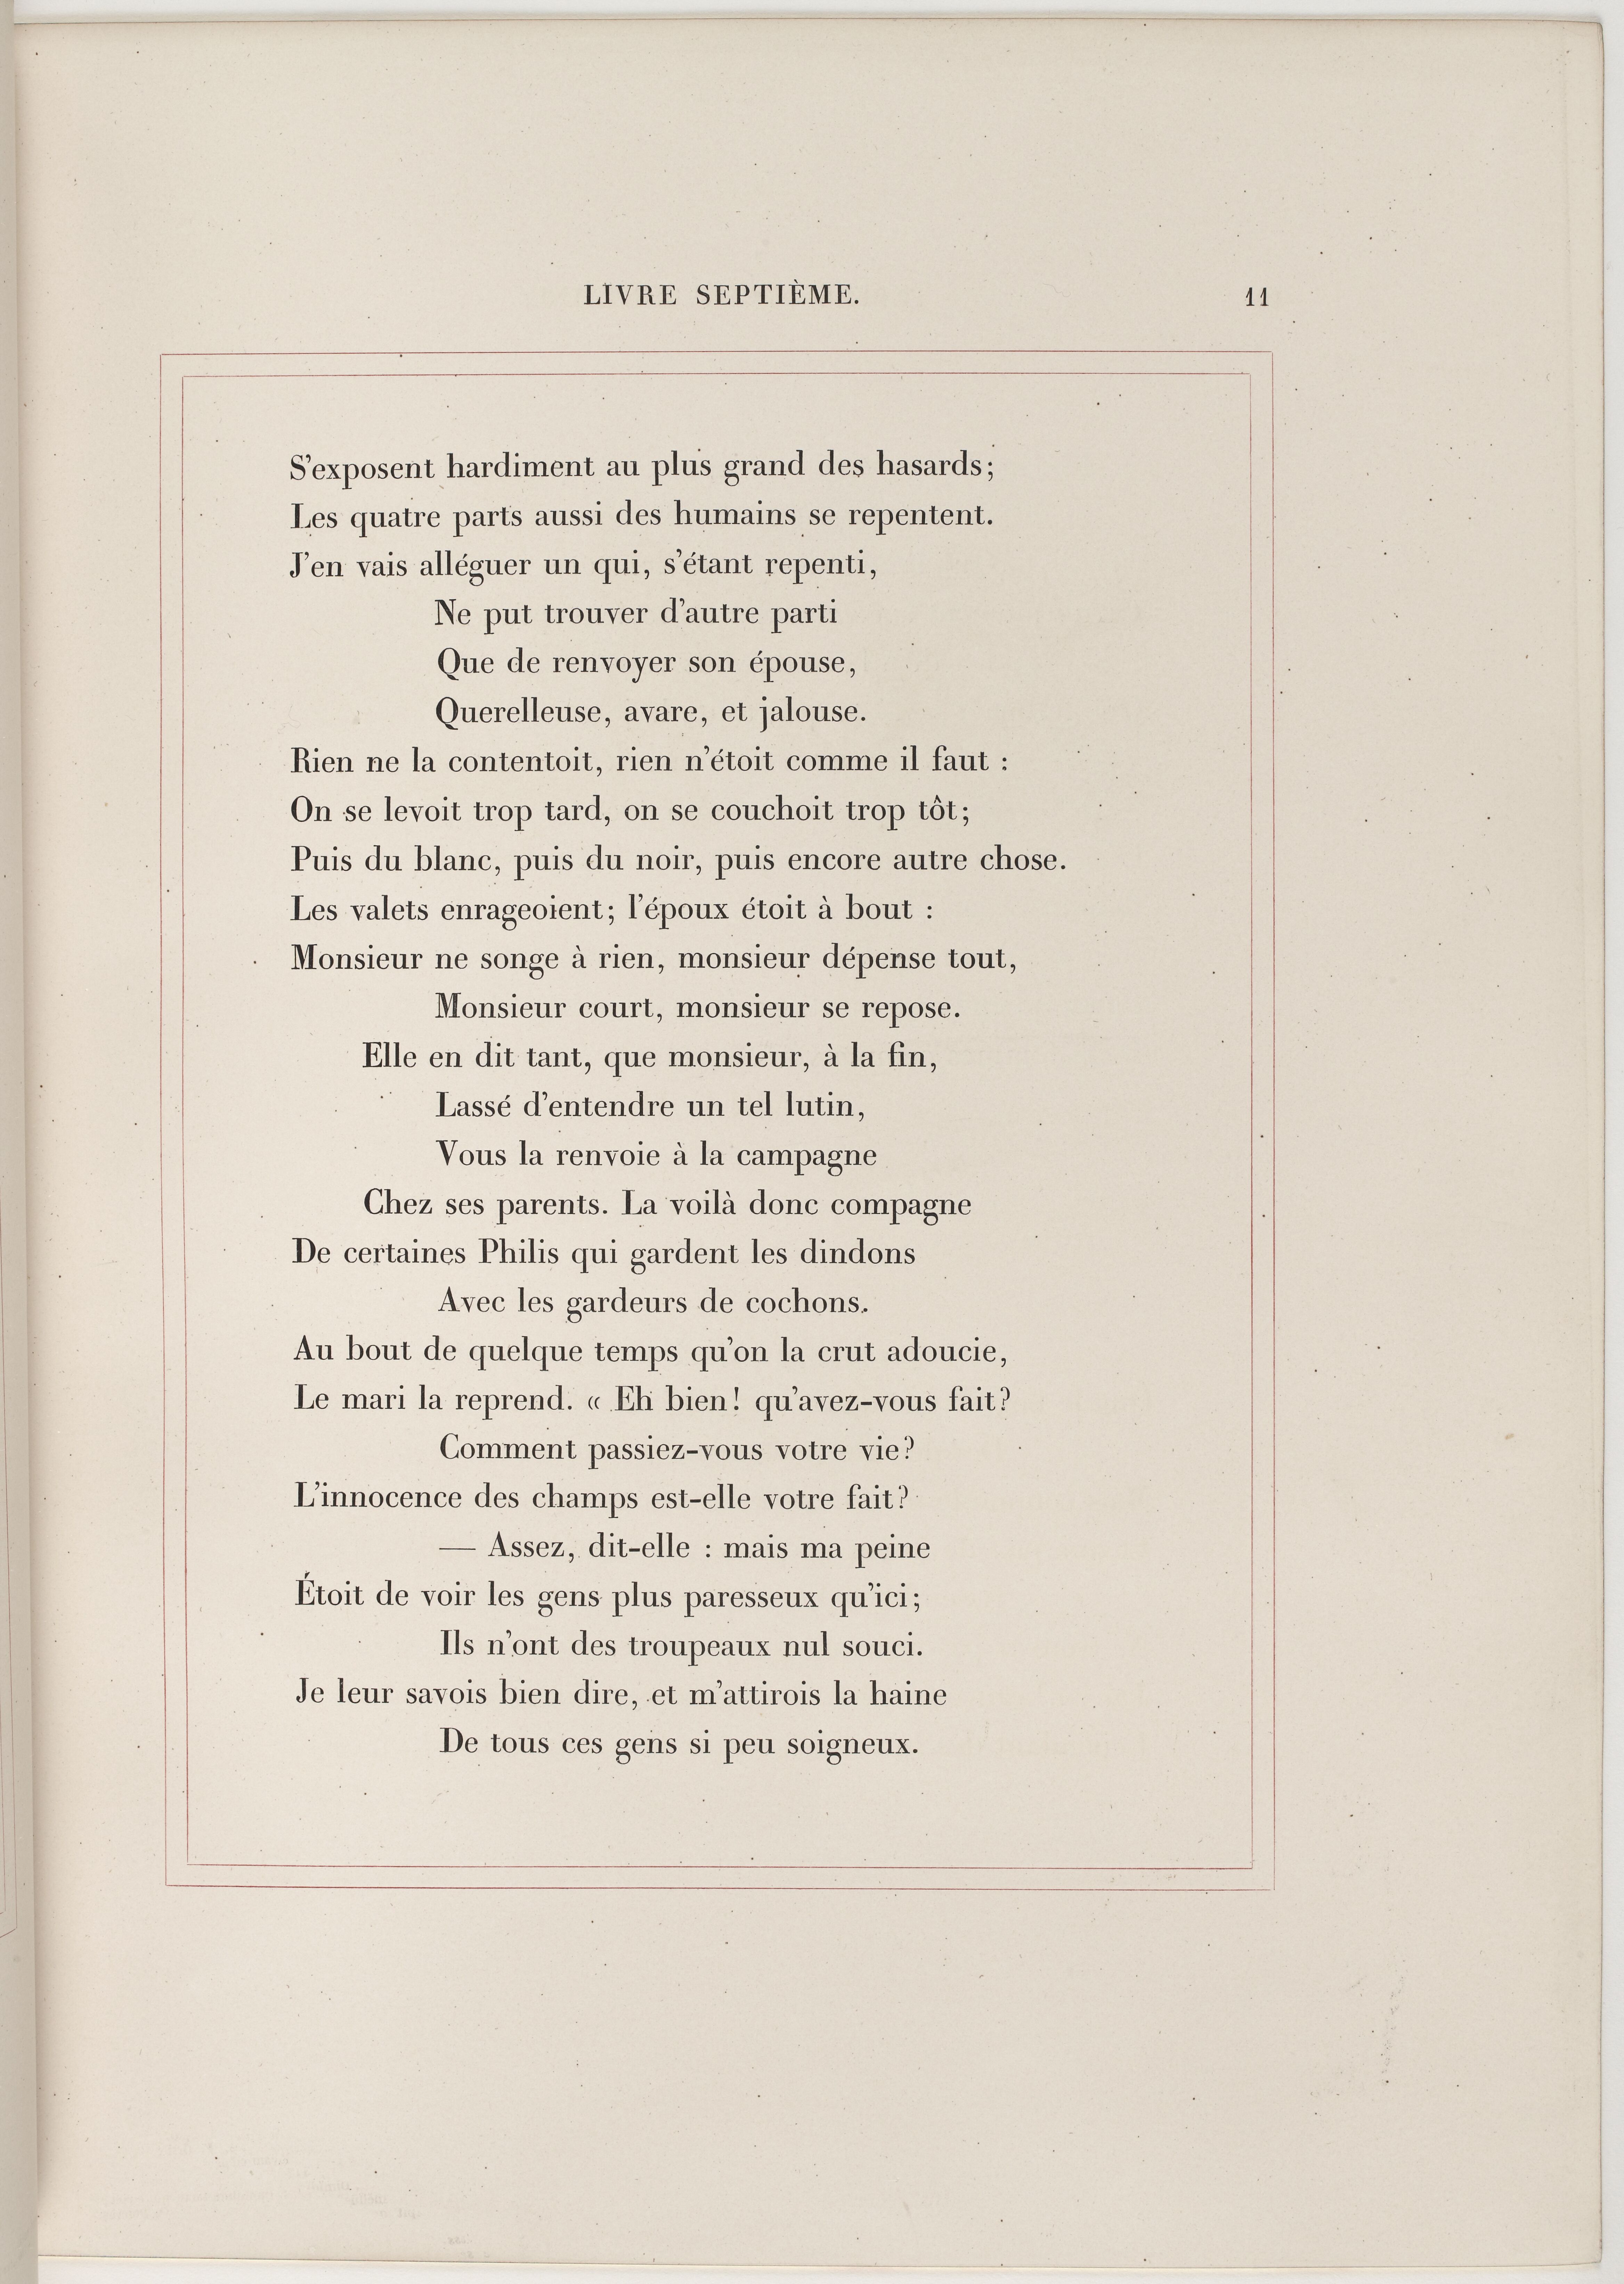 LIVRE SEPTIÈME. 11
S'exposent hardiment au plus grand des hasards;
Les quatre parts aussi des humains se repentent.
J'en vais alléguer un qui, s'étant repenti,
Ne put trouver d'autre parti
Que de renvoyer son épouse,
Querelleuse, avare, et jalouse.
Rien ne la contentoit, rien n'étoit comme il faut :
On se levoit trop tard, on se couchoit trop tôt;
Puis du blanc, puis du noir, puis encore autre chose.
Les valets enrageoient; l'époux étoit à bout :
Monsieur ne songe à rien, monsieur dépense tout,
Monsieur court, monsieur se repose.
Elle en dit tant, que monsieur, à la fin,
Lassé d'entendre un tel lutin,
Vous la renvoie à la campagne
Chez ses parents. La voilà donc compagne
De certaines Philis qui gardent les dindons
Avec les gardeurs de cochons.
Au bout de quelque temps qu'on la crut adoucie,
Le mari la reprend. « Eh bien! qu'avez-vous fait?
Comment passiez-vous votre vie?
L'innocence des champs est-elle votre fait?
— Assez, dit-elle : mais ma peine
Étoit de voir les gens plus paresseux qu'ici;
Ils n'ont des troupeaux nul souci.
Je leur savois bien dire, et m'attirois la haine
De tous ces gens si peu soigneux.